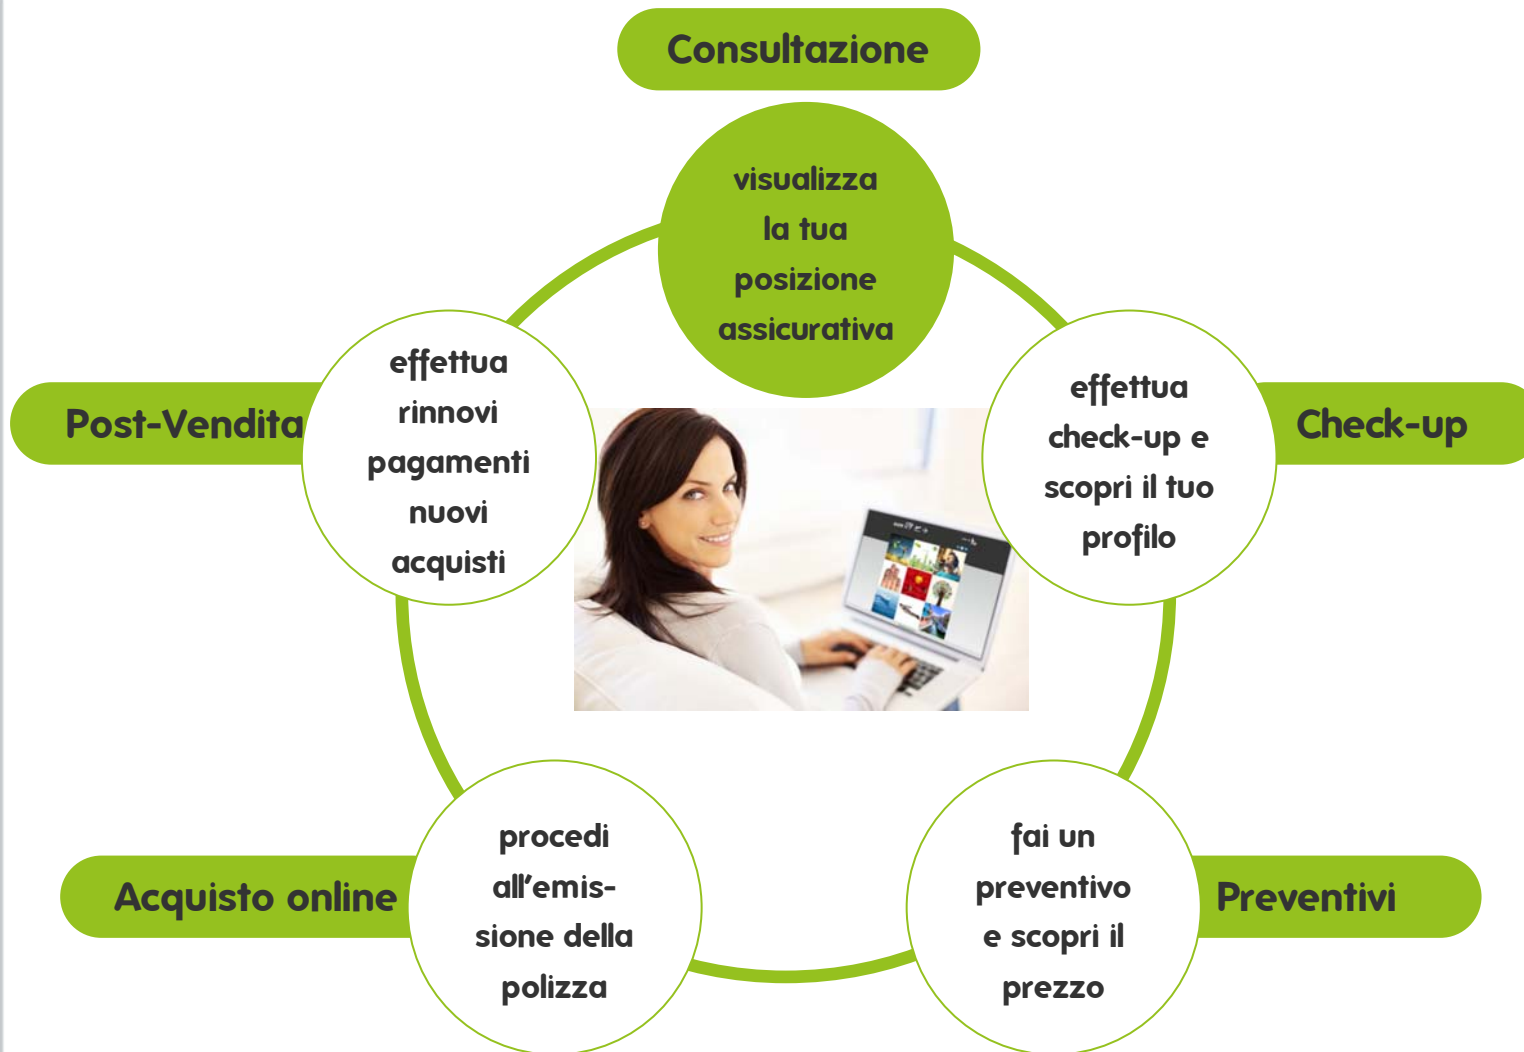 Consultazione
visualizza
la tua
posizione
assicurativa
Check-up
effettua
check-up e
scopri il tuo
profilo
Preventivi
fai un
preventivo
e scopri il
prezzo
Acquisto online
procedi
all'emis-
sione della
polizza
Post-Vendita
effettua
rinnovi
pagamenti
nuovi
acquisti